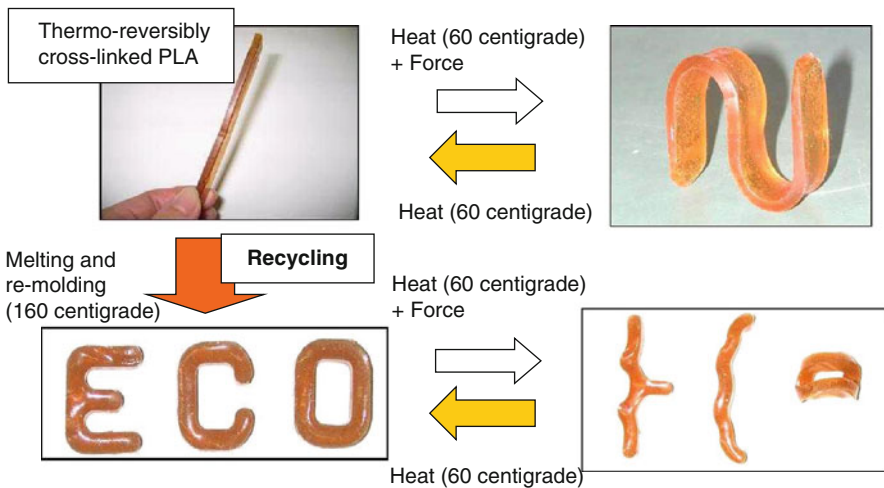 Thermo-reversibly
cross-linked PLA
Heat (60 centigrade)
+ Force
Heat (60 centigrade)
Melting and
re-molding
(160 centigrade)
Recycling
Heat (60 centigrade)
+ Force
E C O
Heat (60 centigrade)